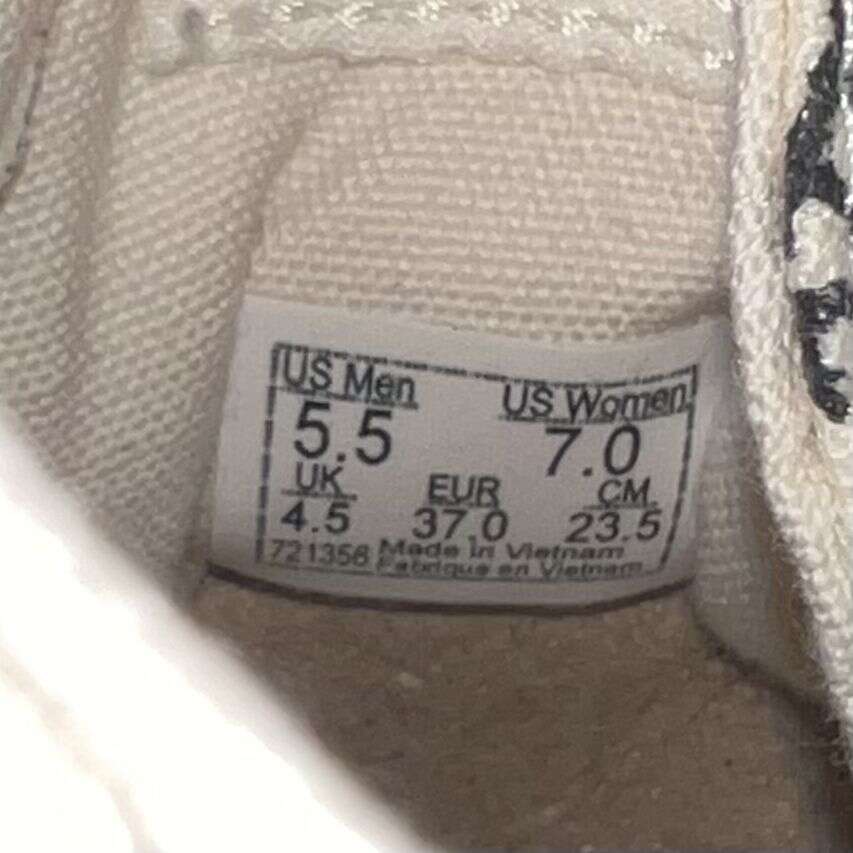 US Men US Women
5.5 7.0
UK EUR CM
4.5 37.0 23.5
721356 Made in Vietnam
Fabrique en Vietnam